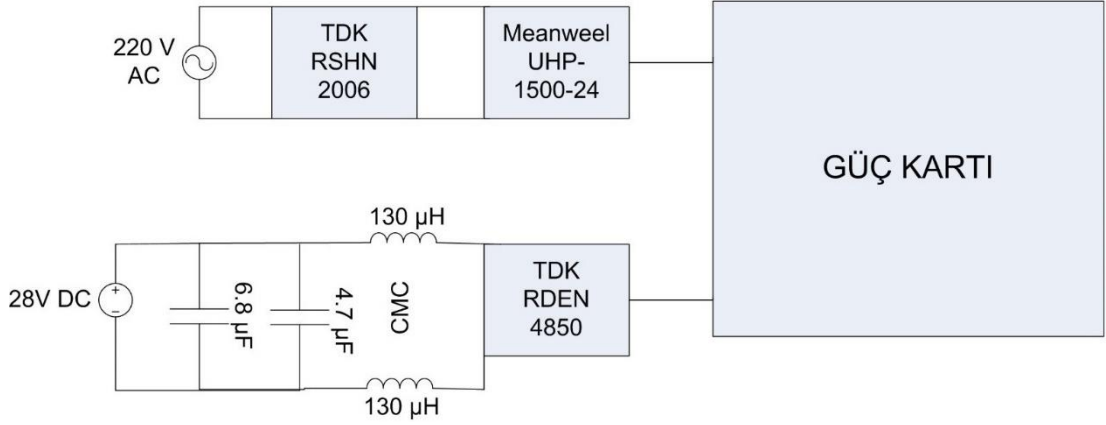 220 V
AC
TDK
RSHN
2006
Meanweel
UHP-
1500-24
GÜÇ KARTI
28V DC
6.8 µF
4.7 µF
130 µH
CMC
130 µH
TDK
RDEN
4850